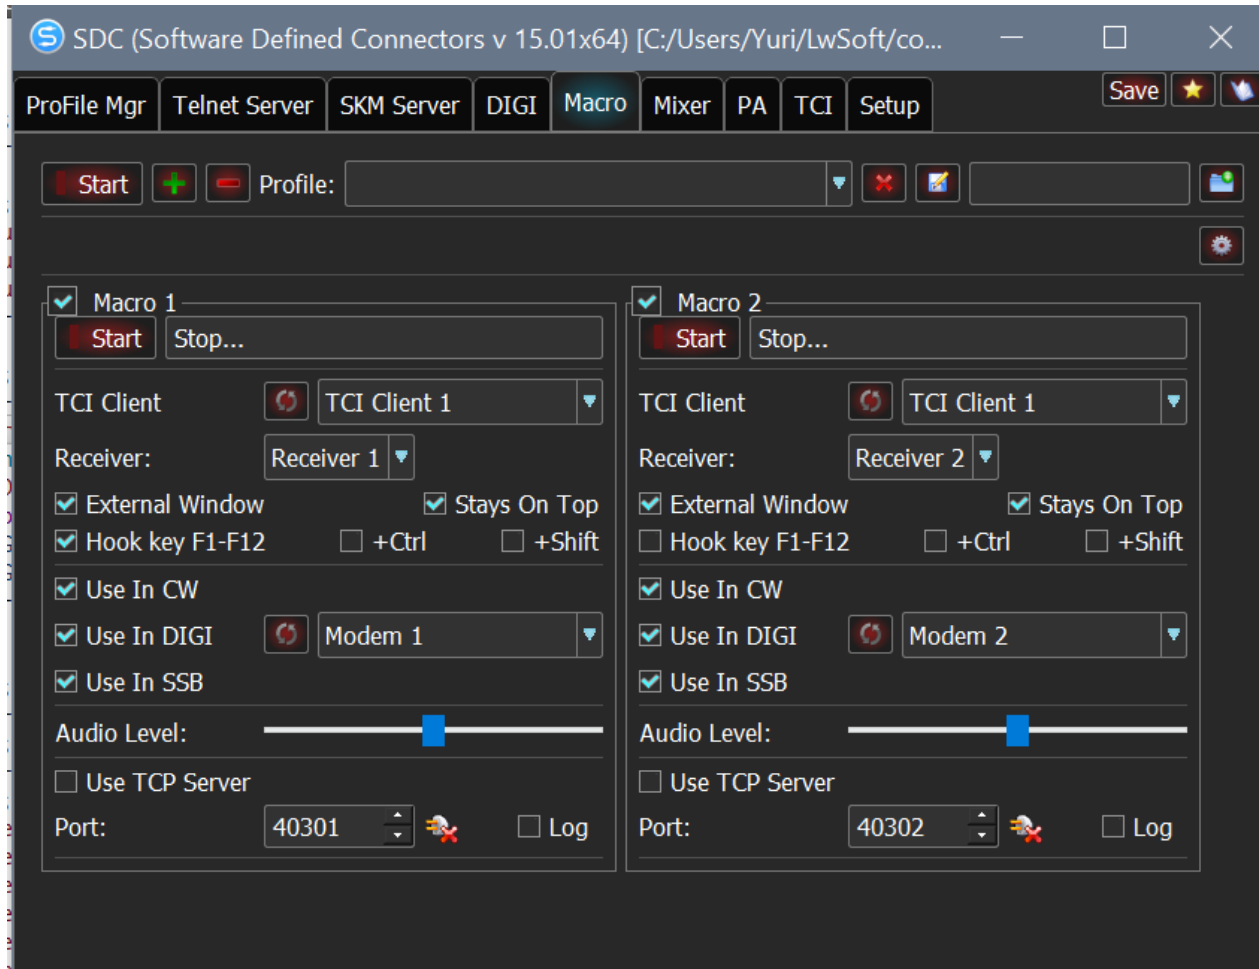 SDC (Software Defined Connectors v 15.01x64) [C:/Users/Yuri/LwSoft/co...
ProFile Mgr Telnet Server SKM Server DIGI Macro Mixer PA TCI Setup Save
Start Profile:
Macro 1
Start Stop...
TCI Client TCI Client 1
Receiver: Receiver 1
External Window Stays On Top
Hook key F1-F12 +Ctrl +Shift
Use In CW
Use In DIGI Modem 1
Use In SSB
Audio Level:
Use TCP Server
Port: 40301 Log
Macro 2
Start Stop...
TCI Client TCI Client 1
Receiver: Receiver 2
External Window Stays On Top
Hook key F1-F12 +Ctrl +Shift
Use In CW
Use In DIGI Modem 2
Use In SSB
Audio Level:
Use TCP Server
Port: 40302 Log